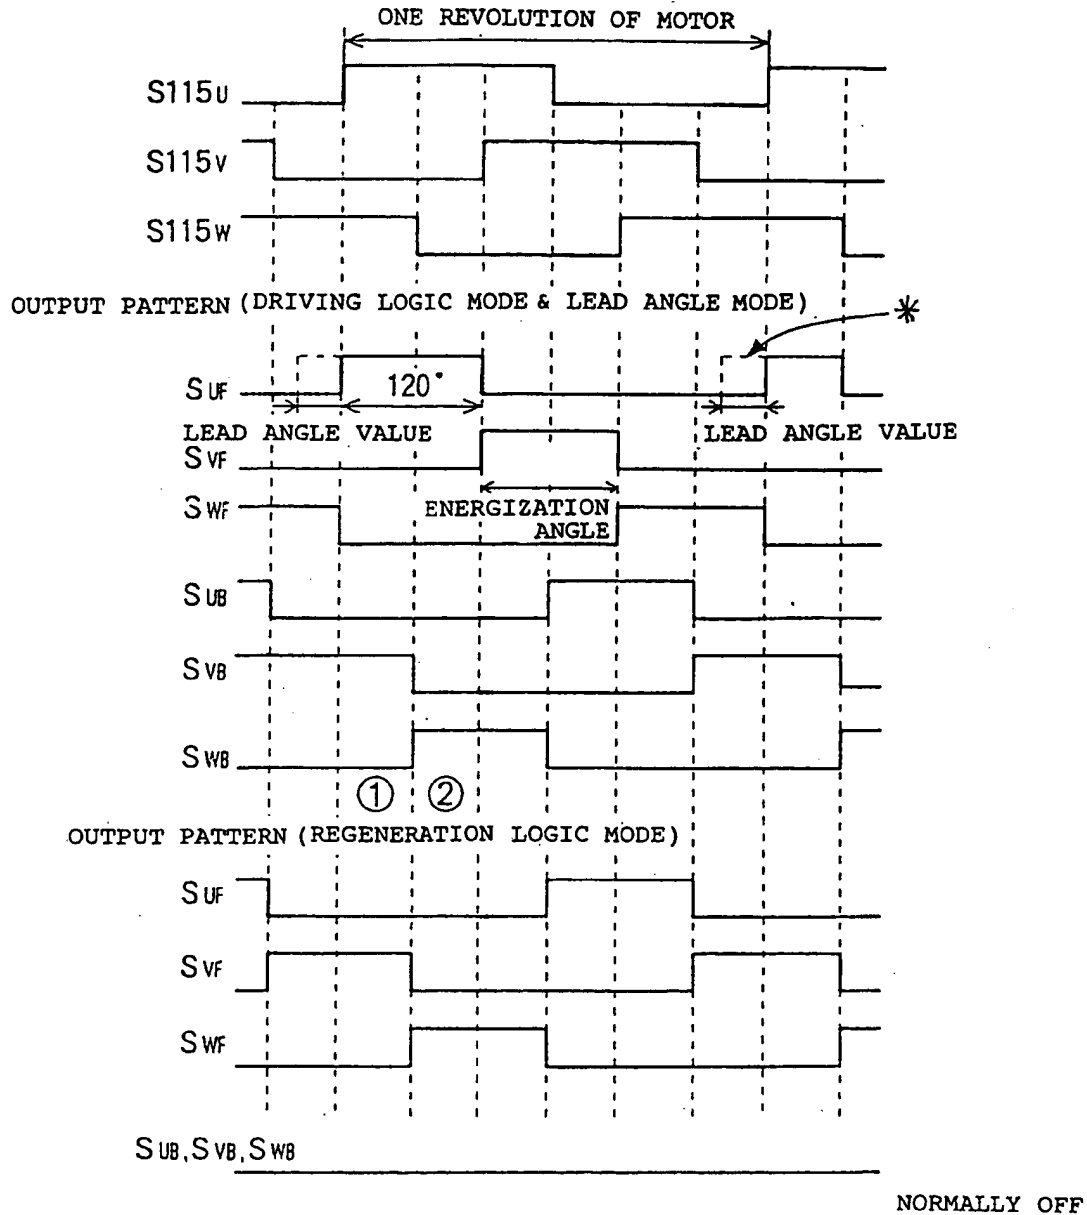 ONE REVOLUTION OF MOTOR
S115U
S115V
S115W
OUTPUT PATTERN (DRIVING LOGIC MODE & LEAD ANGLE MODE)
*
SUF
120°
LEAD ANGLE VALUE
LEAD ANGLE VALUE
SVF
SWF
ENERGIZATION
ANGLE
SUB
SVB
SWB
① ②
OUTPUT PATTERN (REGENERATION LOGIC MODE)
SUF
SVF
SWF
SUB, SVB, SWB
NORMALLY OFF